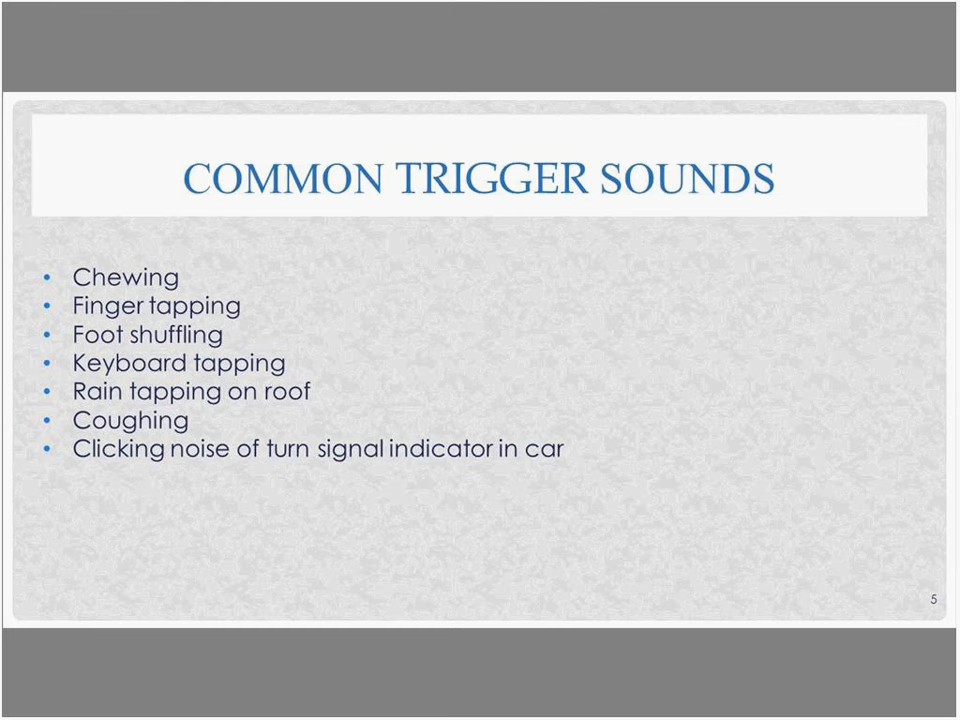 COMMON TRIGGER SOUNDS
• Chewing
• Finger tapping
• Foot shuffling
• Keyboard tapping
• Rain tapping on roof
• Coughing
• Clicking noise of turn signal indicator in car
5